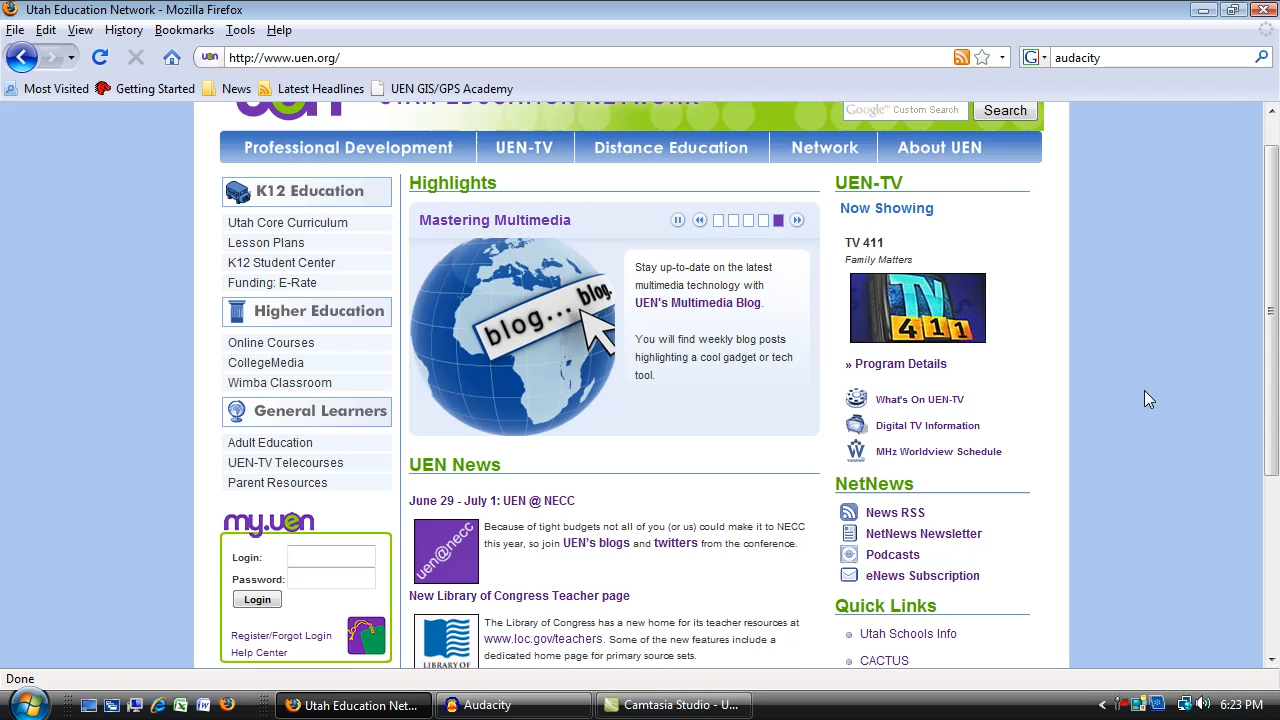 Utah Education Network - Mozilla Firefox
File Edit View History Bookmarks Tools Help
uen http://www.uen.org/ G audacity
Most Visited Getting Started News Latest Headlines UEN GIS/GPS Academy
uen UTAH EDUCATION NETWORK
Google™ Custom Search Search
Professional Development UEN-TV Distance Education Network About UEN
K12 Education
Utah Core Curriculum
Lesson Plans
K12 Student Center
Funding: E-Rate
Higher Education
Online Courses
CollegeMedia
Wimba Classroom
General Learners
Adult Education
UEN-TV Telecourses
Parent Resources
my.uen
Login:
Password:
Login
Register/Forgot Login
Help Center
Highlights
Mastering Multimedia
blog... blog.
Stay up-to-date on the latest
multimedia technology with
UEN's Multimedia Blog.
You will find weekly blog posts
highlighting a cool gadget or tech
tool.
UEN News
June 29 - July 1: UEN @ NECC
uen@necc
Because of tight budgets not all of you (or us) could make it to NECC
this year, so join UEN's blogs and twitters from the conference.
New Library of Congress Teacher page
LIBRARY OF
The Library of Congress has a new home for its teacher resources at
www.loc.gov/teachers. Some of the new features include a
dedicated home page for primary source sets.
UEN-TV
Now Showing
TV 411
Family Matters
TV
411
» Program Details
What's On UEN-TV
Digital TV Information
MHz Worldview Schedule
NetNews
News RSS
NetNews Newsletter
Podcasts
eNews Subscription
Quick Links
Utah Schools Info
CACTUS
Done
Utah Education Net... Audacity Camtasia Studio - U... 6:23 PM